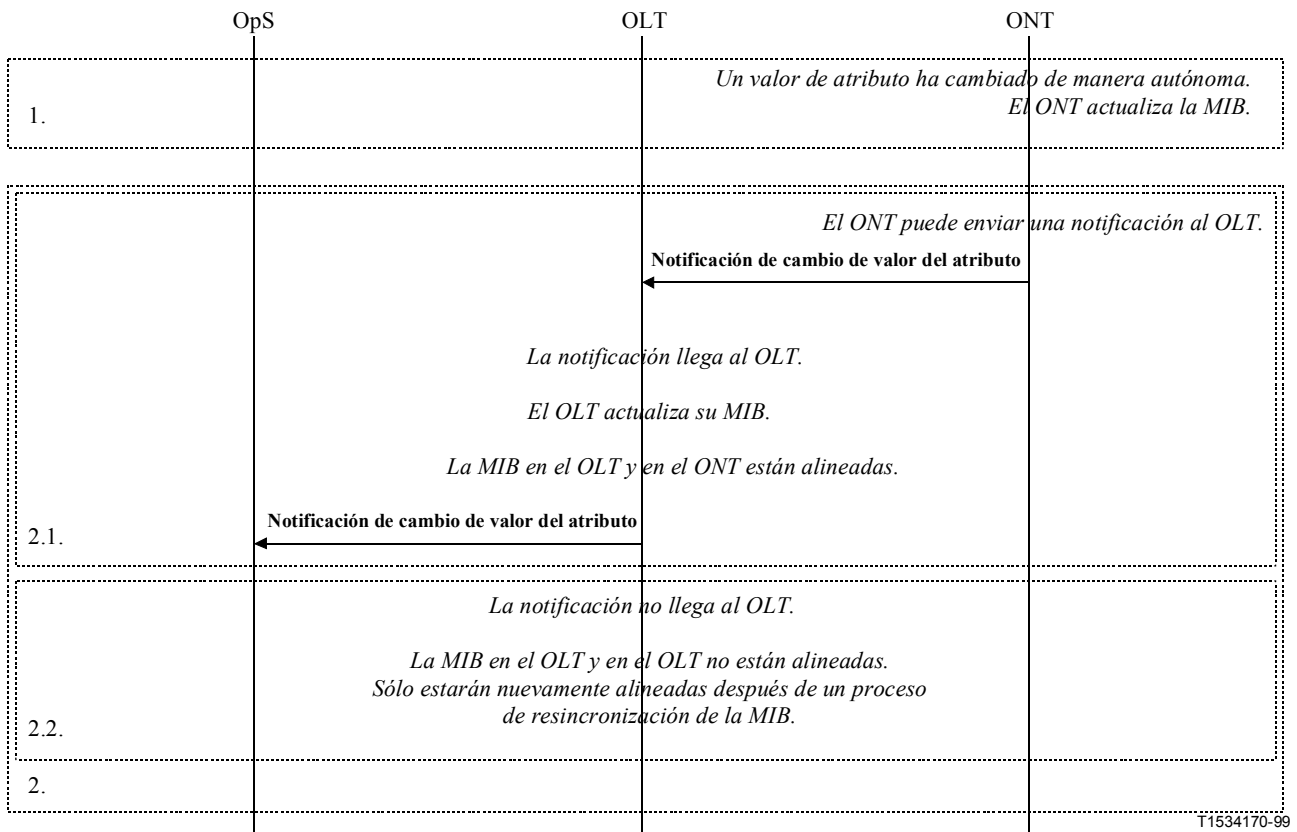 OpS OLT ONT
Un valor de atributo ha cambiado de manera autónoma.
El ONT actualiza la MIB.
1.
El ONT puede enviar una notificación al OLT.
Notificación de cambio de valor del atributo
La notificación llega al OLT.
El OLT actualiza su MIB.
La MIB en el OLT y en el ONT están alineadas.
Notificación de cambio de valor del atributo
2.1.
La notificación no llega al OLT.
La MIB en el OLT y en el OLT no están alineadas.
Sólo estarán nuevamente alineadas después de un proceso
de resincronización de la MIB.
2.2.
2.
T1534170-99